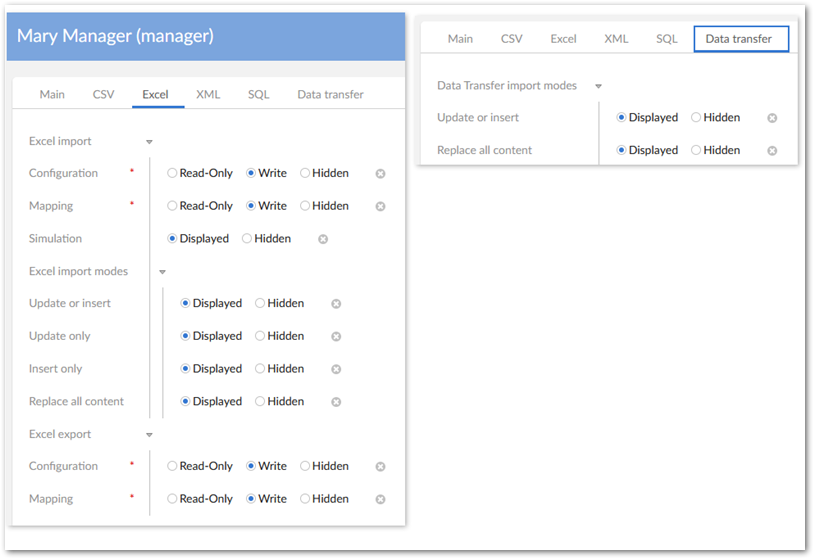 Mary Manager (manager)
Main CSV Excel XML SQL Data transfer
Excel import
Configuration * Read-Only Write Hidden
Mapping * Read-Only Write Hidden
Simulation Displayed Hidden
Excel import modes
Update or insert Displayed Hidden
Update only Displayed Hidden
Insert only Displayed Hidden
Replace all content Displayed Hidden
Excel export
Configuration * Read-Only Write Hidden
Mapping * Read-Only Write Hidden
Main CSV Excel XML SQL Data transfer
Data Transfer import modes
Update or insert Displayed Hidden
Replace all content Displayed Hidden